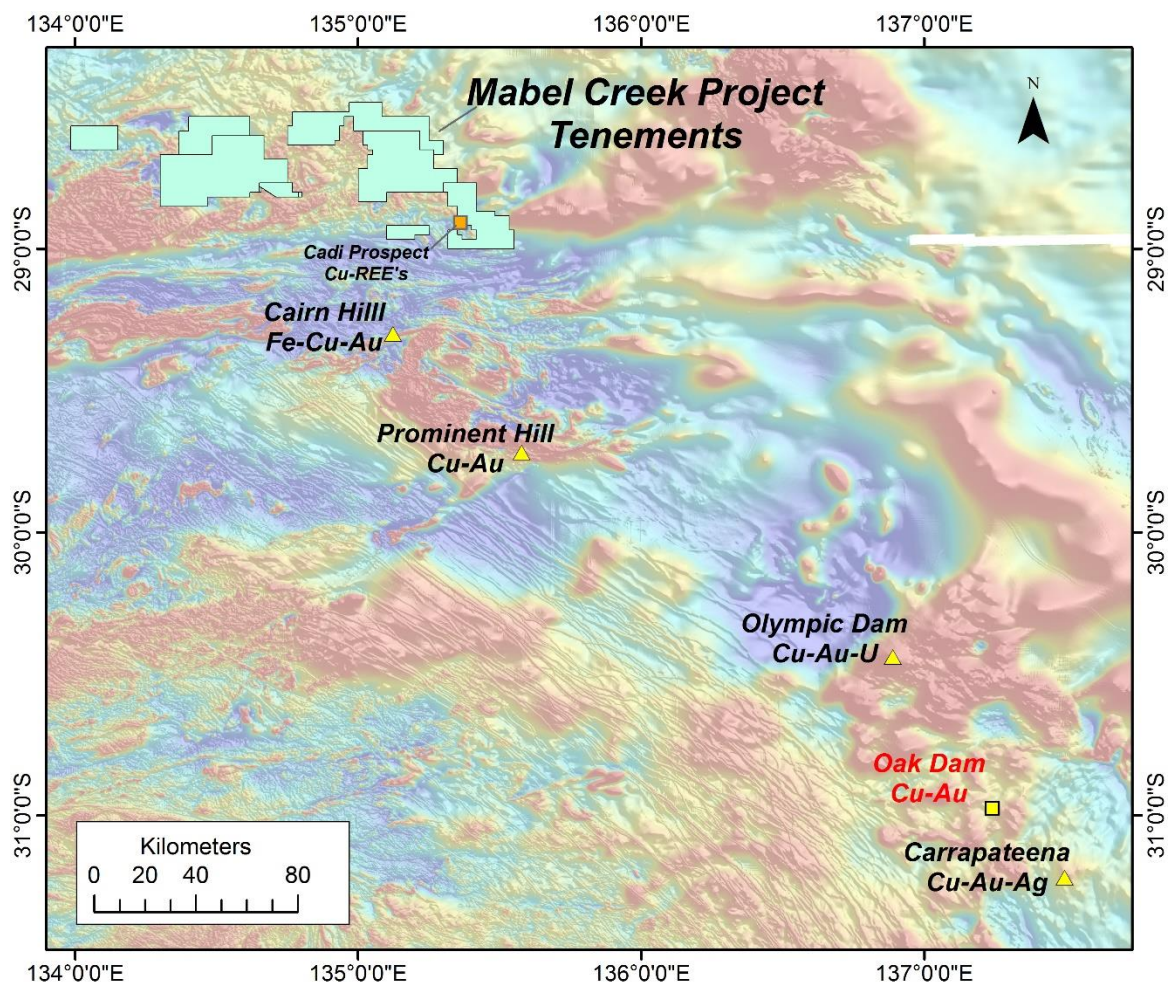 134°0'0"E 135°0'0"E 136°0'0"E 137°0'0"E
Mabel Creek Project
Tenements
N
Cadi Prospect
Cu-REE's
29°0'0"S
29°0'0"S
Cairn Hilll
Fe-Cu-Au
Prominent Hill
Cu-Au
30°0'0"S
30°0'0"S
Olympic Dam
Cu-Au-U
Oak Dam
Cu-Au
31°0'0"S
31°0'0"S
Carrapateena
Cu-Au-Ag
Kilometers
0 20 40 80
134°0'0"E 135°0'0"E 136°0'0"E 137°0'0"E